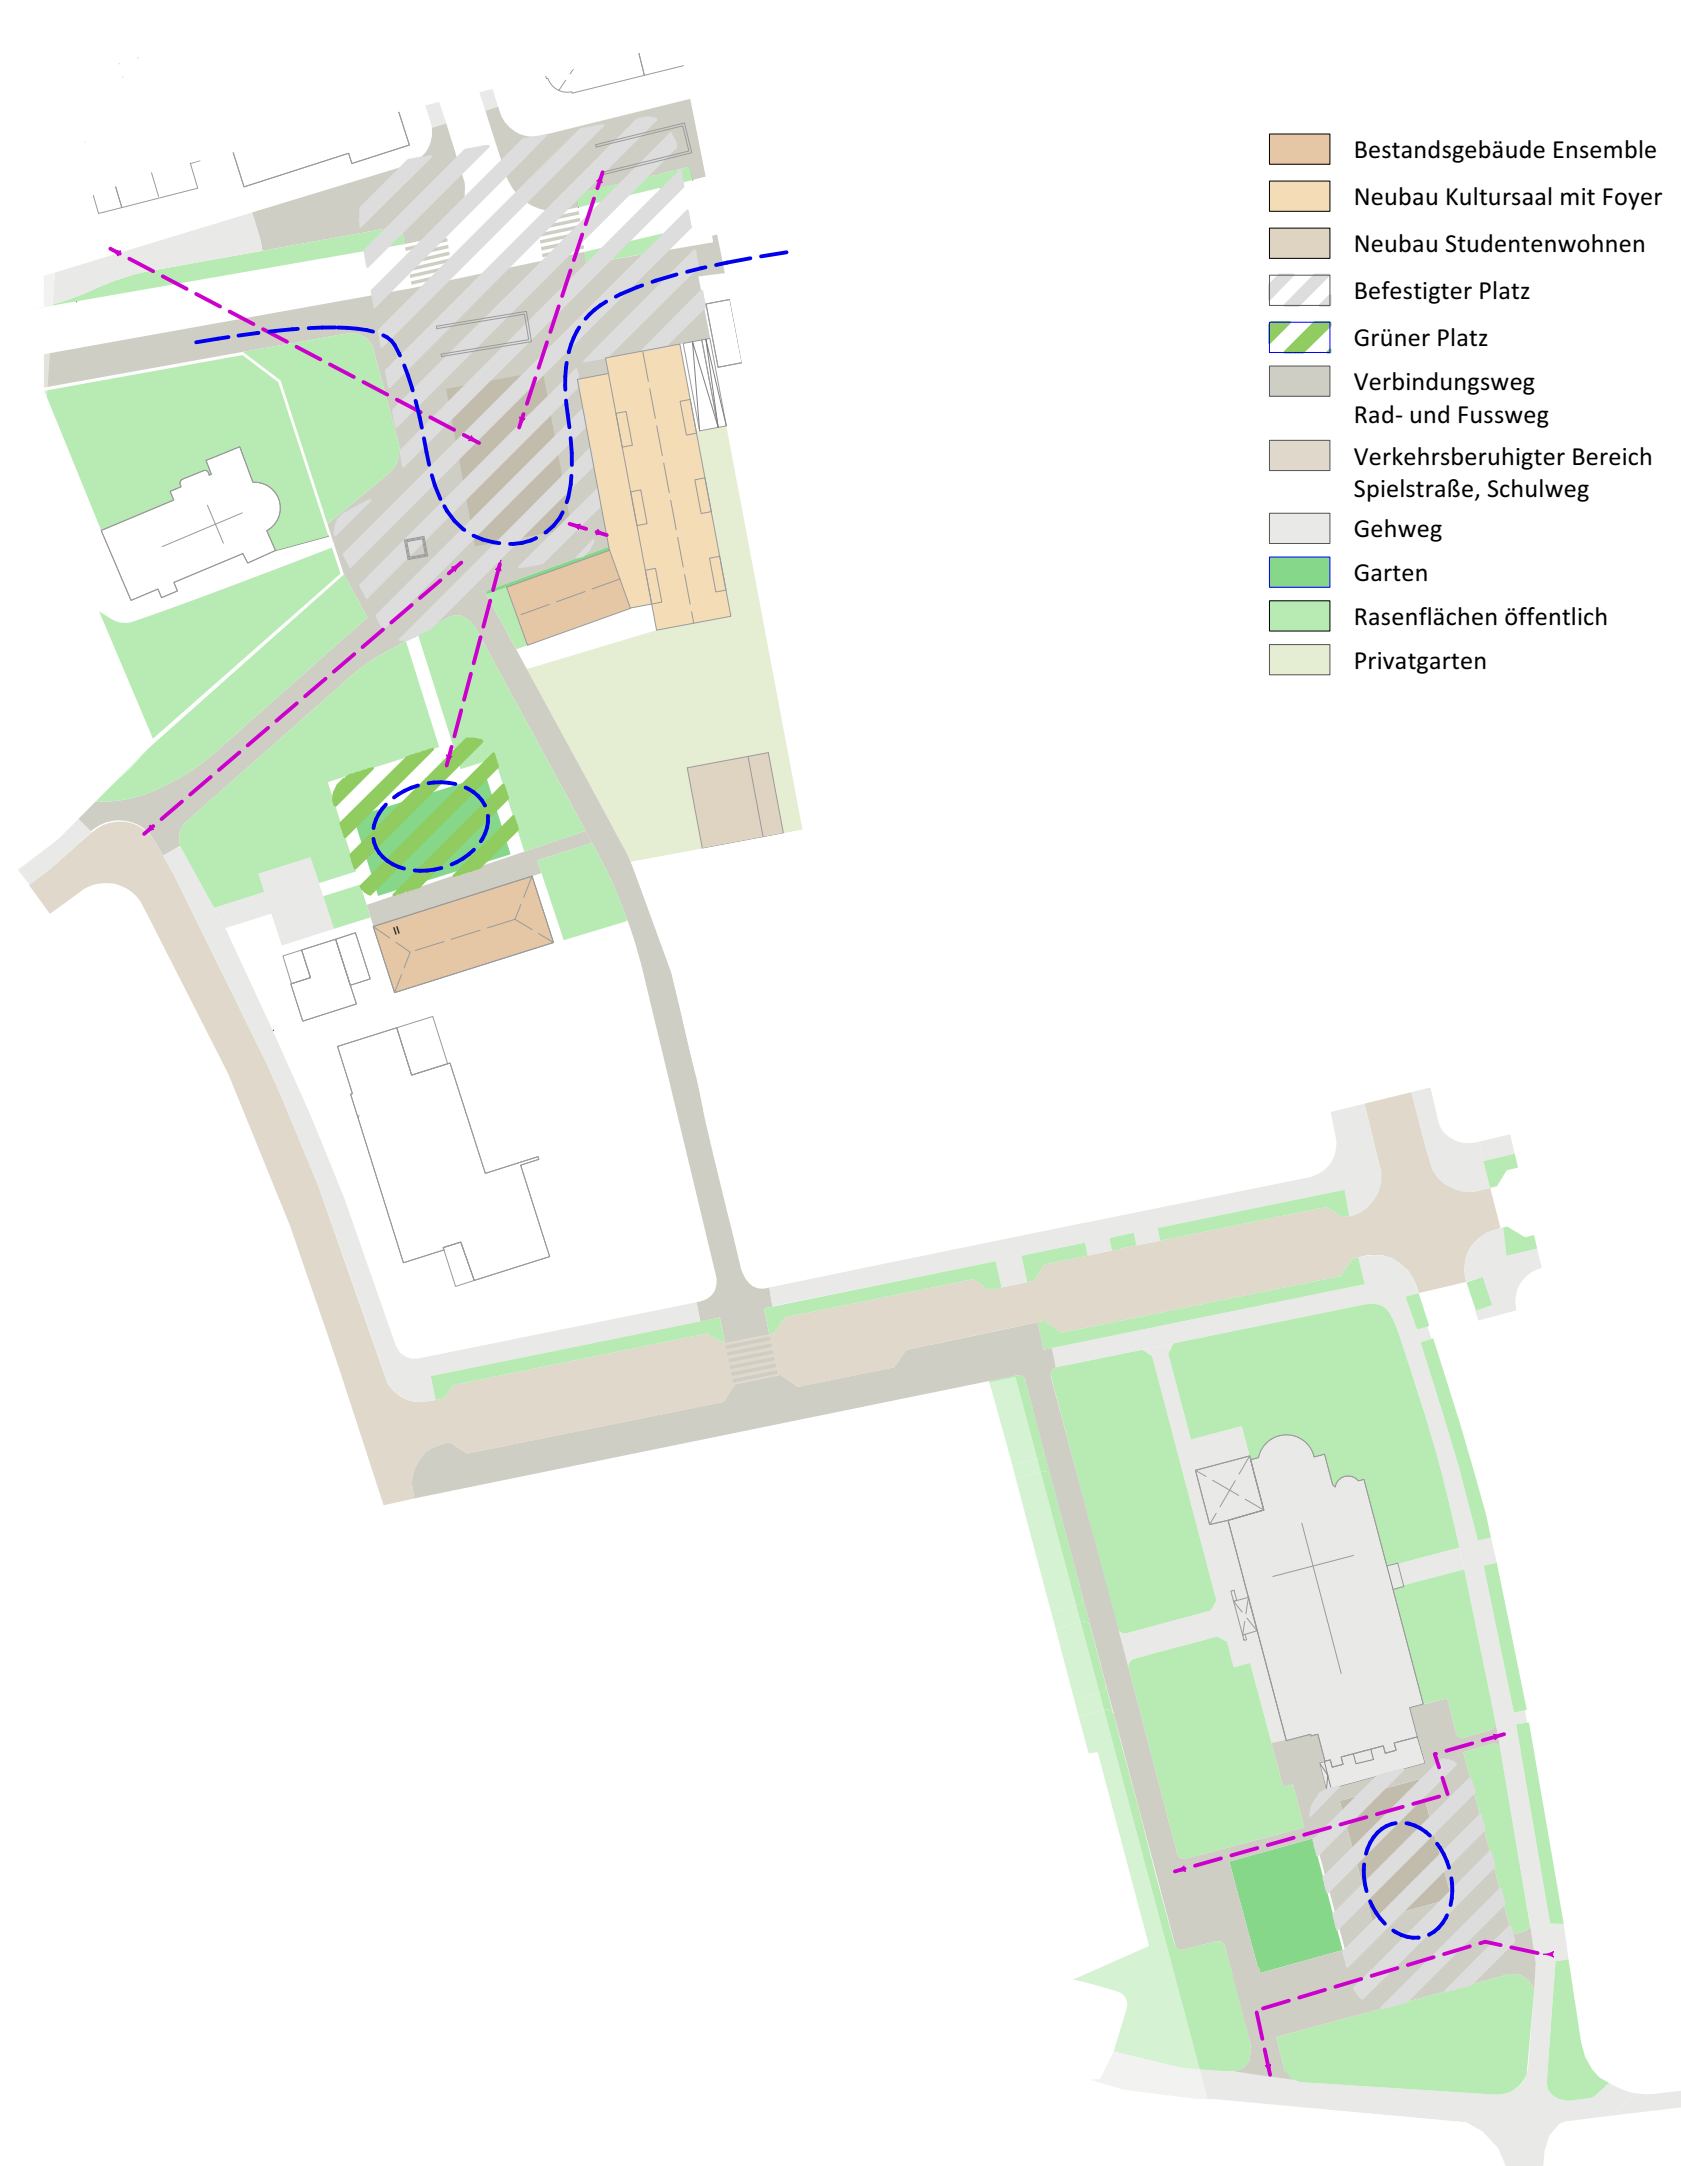 Bestandsgebäude Ensemble
Neubau Kultursaal mit Foyer
Neubau Studentenwohnen
Befestigter Platz
Grüner Platz
Verbindungsweg
Rad- und Fussweg
Verkehrsberuhigter Bereich
Spielstraße, Schulweg
Gehweg
Garten
Rasenflächen öffentlich
Privatgarten